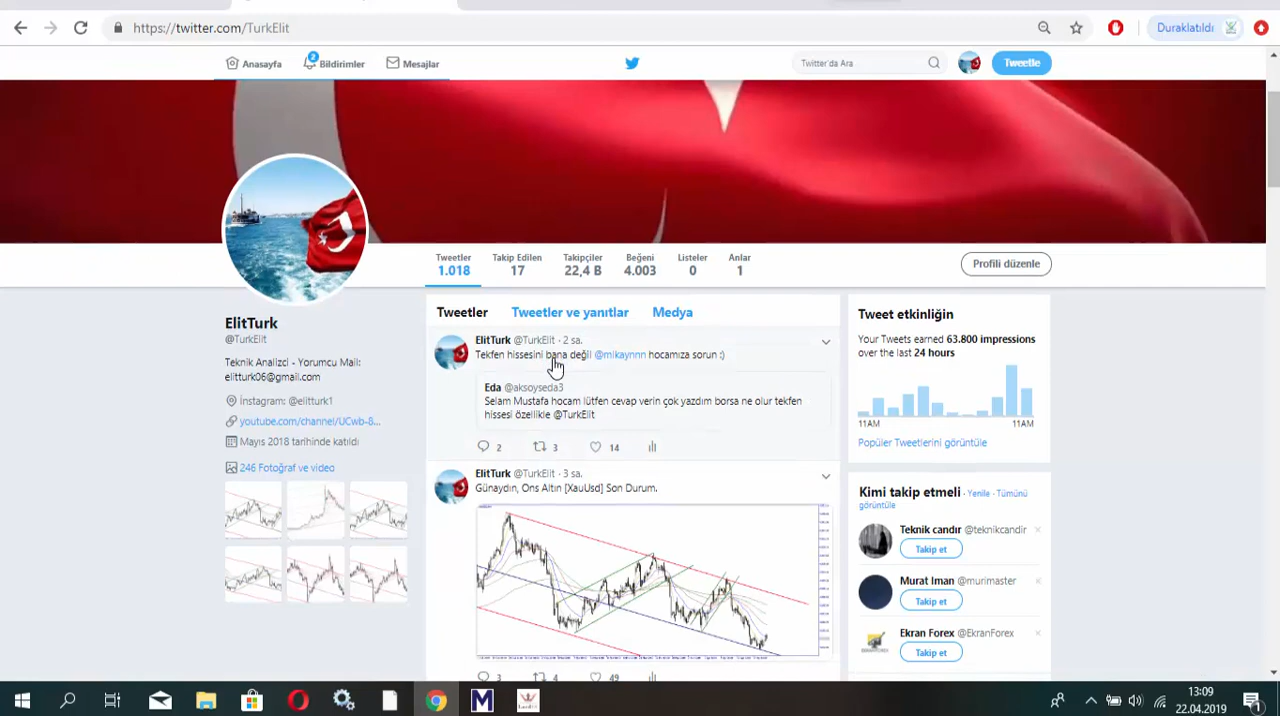 https://twitter.com/TurkElit
Duraklatıldı
Anasayfa
2
Bildirimler
Mesajlar
Twitter'da Ara
Tweetle
Tweetler
1.018
Takip Edilen
17
Takipçiler
22,4 B
Beğeni
4.003
Listeler
0
Anlar
1
Profili düzenle
ElitTurk
@TurkElit
Teknik Analizci - Yorumcu Mail:
elitturk06@gmail.com
İnstagram: @elitturk1
youtube.com/channel/UCwb-8...
Mayıs 2018 tarihinde katıldı
246 Fotoğraf ve video
Tweetler
Tweetler ve yanıtlar
Medya
ElitTurk @TurkElit · 2 sa.
Tekfen hissesini bana değil @mikaynnn hocamıza sorun :)
Eda @aksoyseda3
Selam Mustafa hocam lütfen cevap verin çok yazdım borsa ne olur tekfen
hissesi özellikle @TurkElit
2
3
14
ElitTurk @TurkElit · 3 sa.
Günaydın, Ons Altın [XauUsd] Son Durum.
3
4
49
Tweet etkinliğin
Your Tweets earned 63.800 impressions
over the last 24 hours
11AM
11AM
Popüler Tweetlerini görüntüle
Kimi takip etmeli · Yenile · Tümünü
görüntüle
Teknik candır @teknikcandir
Takip et
Murat Iman @murimaster
Takip et
Ekran Forex @EkranForex
Takip et
13:09
22.04.2019
1